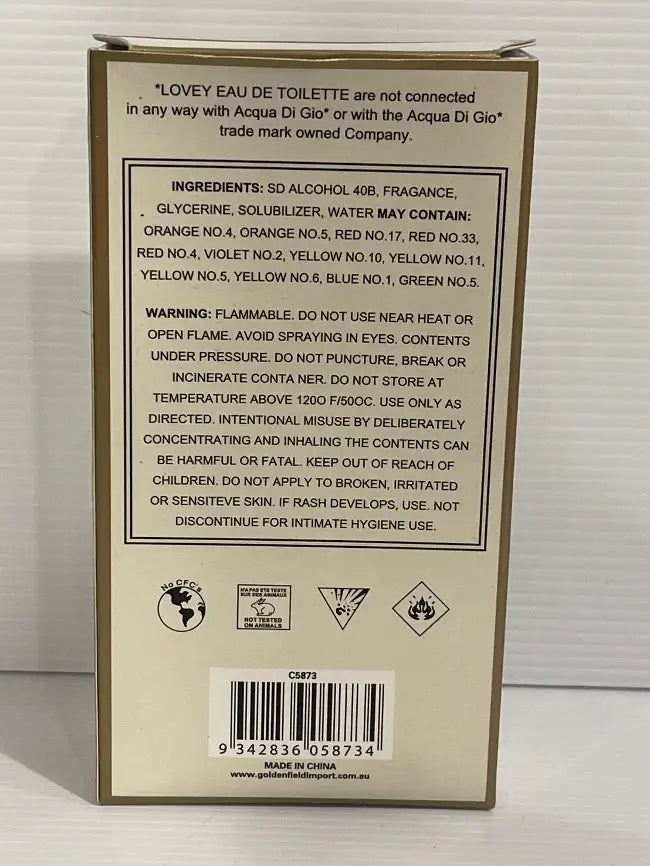 *LOVEY EAU DE TOILETTE are not connected
in any way with Acqua Di Gio* or with the Acqua Di Gio*
trade mark owned Company.
INGREDIENTS: SD ALCOHOL 40B, FRAGANCE,
GLYCERINE, SOLUBILIZER, WATER MAY CONTAIN:
ORANGE NO.4, ORANGE NO.5, RED NO.17, RED NO.33,
RED NO.4, VIOLET NO.2, YELLOW NO.10, YELLOW NO.11,
YELLOW NO.5, YELLOW NO.6, BLUE NO.1, GREEN NO.5.
WARNING: FLAMMABLE. DO NOT USE NEAR HEAT OR
OPEN FLAME. AVOID SPRAYING IN EYES. CONTENTS
UNDER PRESSURE. DO NOT PUNCTURE, BREAK OR
INCINERATE CONTA NER. DO NOT STORE AT
TEMPERATURE ABOVE 120O F/50OC. USE ONLY AS
DIRECTED. INTENTIONAL MISUSE BY DELIBERATELY
CONCENTRATING AND INHALING THE CONTENTS CAN
BE HARMFUL OR FATAL. KEEP OUT OF REACH OF
CHILDREN. DO NOT APPLY TO BROKEN, IRRITATED
OR SENSITEVE SKIN. IF RASH DEVELOPS, USE. NOT
DISCONTINUE FOR INTIMATE HYGIENE USE.
No CFC's
N'A PAS ETE TESTE
SUR DES ANIMAUX
NOT TESTED
ON ANIMALS
C5873
9 342836 058734
MADE IN CHINA
www.goldenfieldimport.com.au